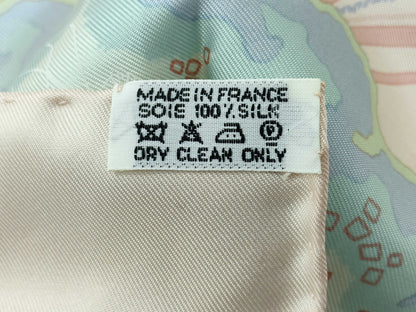 MADE IN FRANCE
SOIE 100% SILK
DRY CLEAN ONLY